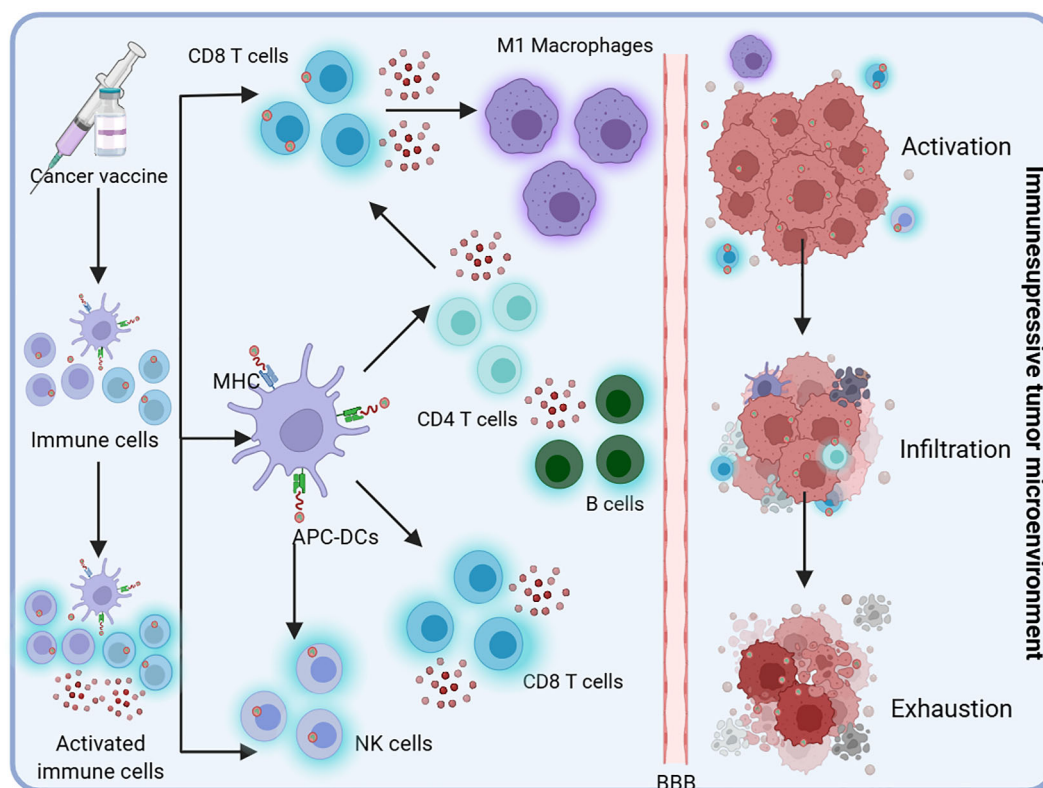 Cancer vaccine
Immune cells
Activated
immune cells
CD8 T cells
M1 Macrophages
MHC
CD4 T cells
B cells
APC-DCs
CD8 T cells
NK cells
BBB
Activation
Infiltration
Exhaustion
Immunesupressive tumor microenvironment